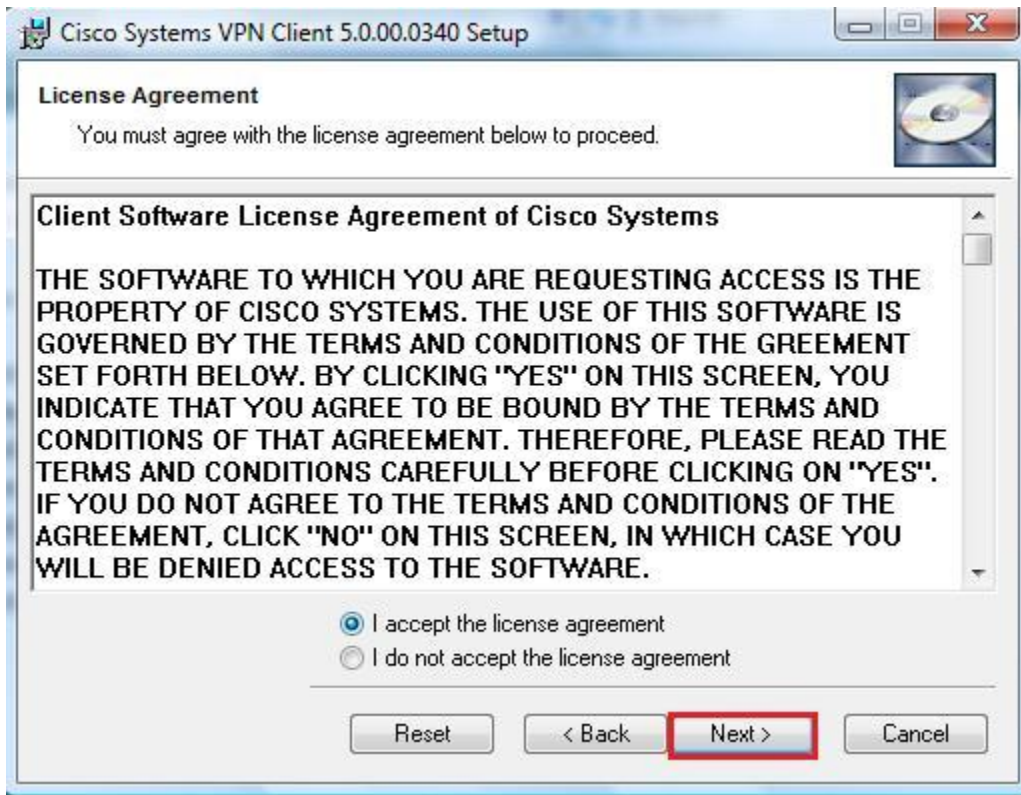 Cisco Systems VPN Client 5.0.00.0340 Setup
License Agreement
You must agree with the license agreement below to proceed.
Client Software License Agreement of Cisco Systems
THE SOFTWARE TO WHICH YOU ARE REQUESTING ACCESS IS THE
PROPERTY OF CISCO SYSTEMS. THE USE OF THIS SOFTWARE IS
GOVERNED BY THE TERMS AND CONDITIONS OF THE GREEMENT
SET FORTH BELOW. BY CLICKING "YES" ON THIS SCREEN, YOU
INDICATE THAT YOU AGREE TO BE BOUND BY THE TERMS AND
CONDITIONS OF THAT AGREEMENT. THEREFORE, PLEASE READ THE
TERMS AND CONDITIONS CAREFULLY BEFORE CLICKING ON "YES".
IF YOU DO NOT AGREE TO THE TERMS AND CONDITIONS OF THE
AGREEMENT, CLICK "NO" ON THIS SCREEN, IN WHICH CASE YOU
WILL BE DENIED ACCESS TO THE SOFTWARE.
I accept the license agreement
I do not accept the license agreement
Reset < Back Next > Cancel